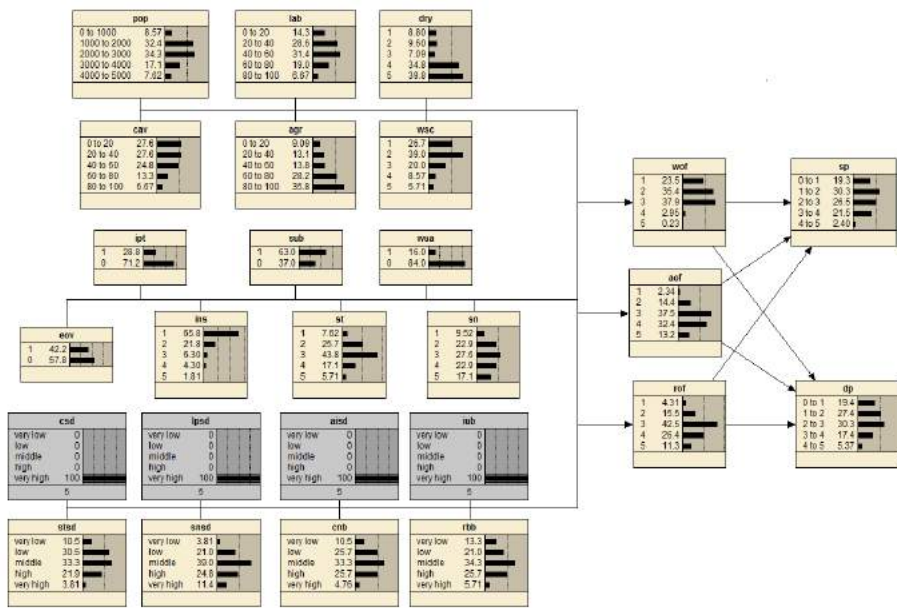 pop
0 to 1000 8.57
1000 to 2000 32.4
2000 to 3000 34.3
3000 to 4000 17.1
4000 to 5000 7.62
lab
0 to 20 14.3
20 to 40 28.6
40 to 60 31.4
60 to 80 19.0
80 to 100 6.67
dry
1 8.80
2 9.50
3 7.09
4 34.8
5 39.8
cav
0 to 20 27.6
20 to 40 27.6
40 to 60 24.8
60 to 80 13.3
80 to 100 6.67
agr
0 to 20 9.09
20 to 40 13.1
40 to 60 13.8
60 to 80 28.2
80 to 100 35.8
wsc
1 26.7
2 39.0
3 20.0
4 8.57
5 5.71
wof
1 23.5
2 35.4
3 37.9
4 2.85
5 0.23
sp
0 to 1 19.3
1 to 2 30.3
2 to 3 26.5
3 to 4 21.5
4 to 5 2.40
ipt
1 28.8
0 71.2
sub
1 63.0
0 37.0
wua
1 16.0
0 84.0
aof
1 2.34
2 14.4
3 37.5
4 32.4
5 13.2
eov
1 42.2
0 57.8
ins
1 65.8
2 21.8
3 6.30
4 4.30
5 1.81
st
1 7.62
2 25.7
3 43.8
4 17.1
5 5.71
sn
1 9.52
2 22.9
3 27.6
4 22.9
5 17.1
rof
1 4.31
2 15.5
3 42.5
4 26.4
5 11.3
dp
0 to 1 19.4
1 to 2 27.4
2 to 3 30.3
3 to 4 17.4
4 to 5 5.37
csd
very low 0
low 0
middle 0
high 0
very high 100
5
lpsd
very low 0
low 0
middle 0
high 0
very high 100
5
aisd
very low 0
low 0
middle 0
high 0
very high 100
5
iub
very low 0
low 0
middle 0
high 0
very high 100
5
stsd
very low 10.5
low 30.5
middle 33.3
high 21.9
very high 3.81
snsd
very low 3.81
low 21.0
middle 39.0
high 24.8
very high 11.4
cnb
very low 10.5
low 25.7
middle 33.3
high 25.7
very high 4.76
rbb
very low 13.3
low 21.0
middle 34.3
high 25.7
very high 5.71